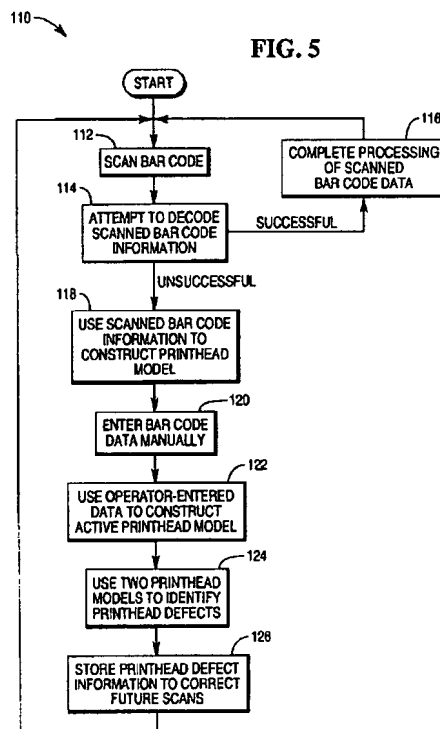 110
FIG. 5
START
112
SCAN BAR CODE
116
COMPLETE PROCESSING
OF SCANNED
BAR CODE DATA
114
ATTEMPT TO DECODE
SCANNED BAR CODE
INFORMATION
SUCCESSFUL
UNSUCCESSFUL
118
USE SCANNED BAR CODE
INFORMATION TO
CONSTRUCT PRINTHEAD
MODEL
120
ENTER BAR CODE
DATA MANUALLY
122
USE OPERATOR-ENTERED
DATA TO CONSTRUCT
ACTIVE PRINTHEAD MODEL
124
USE TWO PRINTHEAD
MODELS TO IDENTIFY
PRINTHEAD DEFECTS
126
STORE PRINTHEAD DEFECT
INFORMATION TO CORRECT
FUTURE SCANS